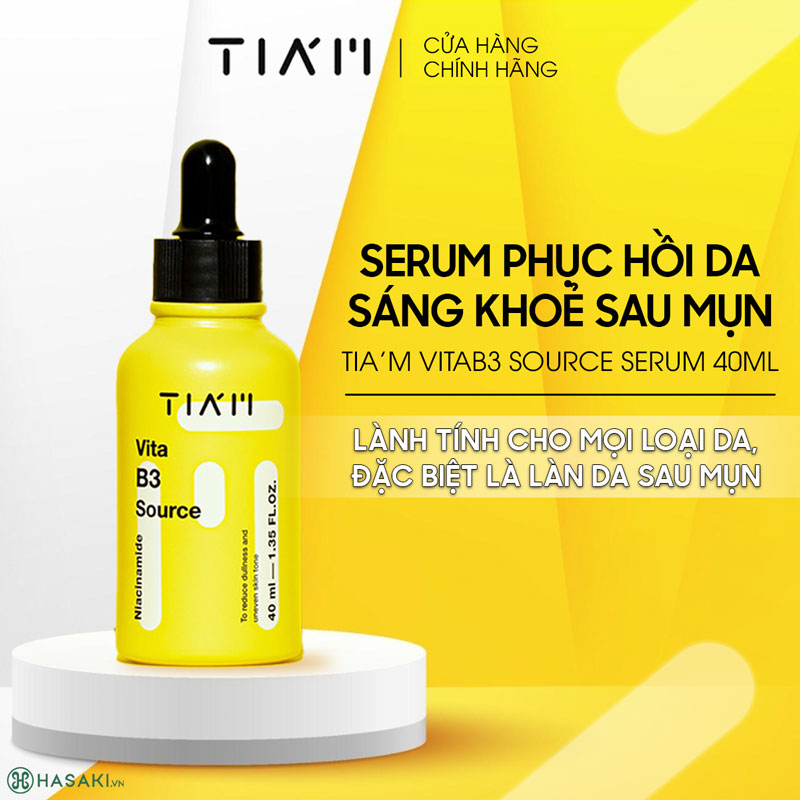 TIA'M
CỬA HÀNG
CHÍNH HÃNG
SERUM PHỤC HỒI DA
SÁNG KHOẺ SAU MỤN
TIA'M VITAB3 SOURCE SERUM 40ML
LÀNH TÍNH CHO MỌI LOẠI DA,
ĐẶC BIỆT LÀ LÀN DA SAU MỤN
TIA'M
Vita
B3
Source
Niacinamide
To reduce dullness and
uneven skin tone
40 ml — 1.35 FL.OZ.
HASAKI.VN